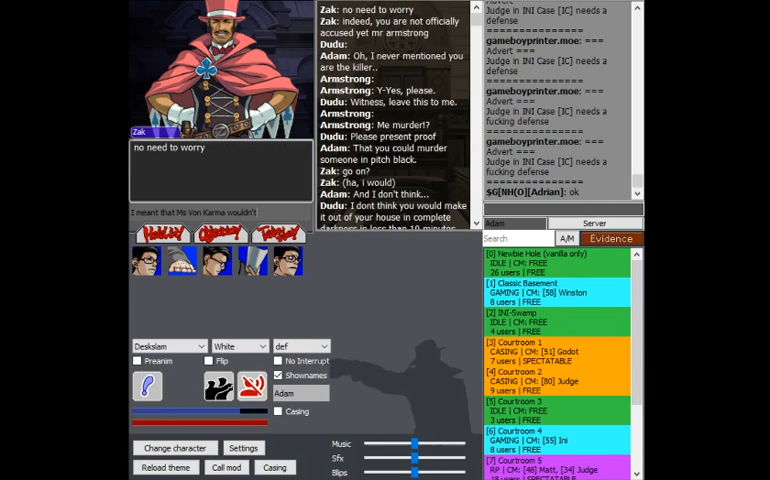 Zak
no need to worry
I meant that Ms Von Karma wouldn't
Hold it!
Objection!
Take that!
Deskslam
White
def
Preanim
Flip
No Interrupt
Shownames
Adam
Casing
Change character
Settings
Reload theme
Call mod
Casing
Music
Sfx
Blips
Zak: no need to worry
Zak: indeed, you are not officially
accused yet mr armstrong
Dudu:
Adam: Oh, I never mentioned you
are the killer..
Armstrong:
Armstrong: Y-Yes, please.
Dudu: Witness, leave this to me.
Armstrong:
Armstrong: Me murder!?
Dudu: Please present proof
Adam: That you could murder
someone in pitch black.
Zak: go on?
Zak: (ha, i would)
Adam: And I don't think...
Dudu: I dont think you would make
it out of your house in complete
darkness in less than 10 minutes
Judge in INI Case [IC] needs a
defense
===============
gameboyprinter.moe: ===
Advert ===
Judge in INI Case [IC] needs a
defense
===============
gameboyprinter.moe: ===
Advert ===
Judge in INI Case [IC] needs a
fucking defense
===============
gameboyprinter.moe: ===
Advert ===
Judge in INI Case [IC] needs a
fucking defense
===============
$G[NH(O][Adrian]: ok
Adam
Server
Search
A/M
Evidence
[0] Newbie Hole (vanilla only)
IDLE | CM: FREE
26 users | FREE
[1] Classic Basement
GAMING | CM: [58] Winston
8 users | FREE
[2] INI-Swap
IDLE | CM: FREE
4 users | FREE
[3] Courtroom 1
CASING | CM: [51] Godot
7 users | SPECTATABLE
[4] Courtroom 2
CASING | CM: [80] Judge
9 users | FREE
[5] Courtroom 3
IDLE | CM: FREE
3 users | FREE
[6] Courtroom 4
GAMING | CM: [55] Ini
8 users | FREE
[7] Courtroom 5
RP | CM: [48] Matt, [34] Judge
18 users | SPECTATABLE